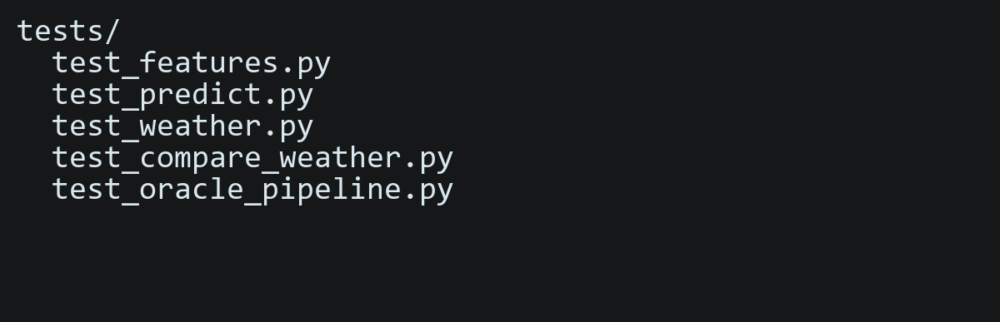 tests/
  test_features.py
  test_predict.py
  test_weather.py
  test_compare_weather.py
  test_oracle_pipeline.py